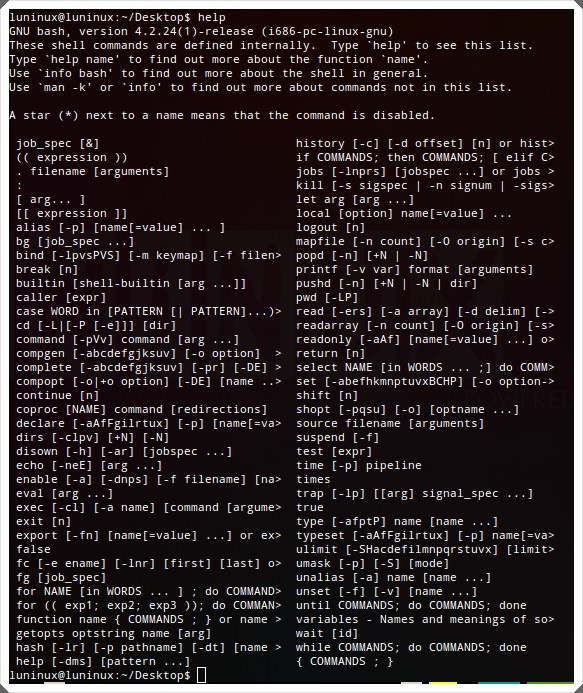 luninux@luninux:~/Desktop$ help
GNU bash, version 4.2.24(1)-release (i686-pc-linux-gnu)
These shell commands are defined internally.  Type `help' to see this list.
Type `help name' to find out more about the function `name'.
Use `info bash' to find out more about the shell in general.
Use `man -k' or `info' to find out more about commands not in this list.
A star (*) next to a name means that the command is disabled.
job_spec [&]
(( expression ))
. filename [arguments]
:
[ arg... ]
[[ expression ]]
alias [-p] [name[=value] ... ]
bg [job_spec ...]
bind [-lpvsPVS] [-m keymap] [-f filen>
break [n]
builtin [shell-builtin [arg ...]]
caller [expr]
case WORD in [PATTERN [| PATTERN]...)>
cd [-L|[-P [-e]]] [dir]
command [-pVv] command [arg ...]
compgen [-abcdefgjksuv] [-o option]  >
complete [-abcdefgjksuv] [-pr] [-DE] >
compopt [-o|+o option] [-DE] [name ..>
continue [n]
coproc [NAME] command [redirections]
declare [-aAfFgilrtux] [-p] [name[=va>
dirs [-clpv] [+N] [-N]
disown [-h] [-ar] [jobspec ...]
echo [-neE] [arg ...]
enable [-a] [-dnps] [-f filename] [na>
eval [arg ...]
exec [-cl] [-a name] [command [argume>
exit [n]
export [-fn] [name[=value] ...] or ex>
false
fc [-e ename] [-lnr] [first] [last] o>
fg [job_spec]
for NAME [in WORDS ... ] ; do COMMAND>
for (( exp1; exp2; exp3 )); do COMMAN>
function name { COMMANDS ; } or name >
getopts optstring name [arg]
hash [-lr] [-p pathname] [-dt] [name >
help [-dms] [pattern ...]
history [-c] [-d offset] [n] or hist>
if COMMANDS; then COMMANDS; [ elif C>
jobs [-lnprs] [jobspec ...] or jobs >
kill [-s sigspec | -n signum | -sigs>
let arg [arg ...]
local [option] name[=value] ...
logout [n]
mapfile [-n count] [-O origin] [-s c>
popd [-n] [+N | -N]
printf [-v var] format [arguments]
pushd [-n] [+N | -N | dir]
pwd [-LP]
read [-ers] [-a array] [-d delim] [->
readarray [-n count] [-O origin] [-s>
readonly [-aAf] [name[=value] ...] o>
return [n]
select NAME [in WORDS ... ;] do COMM>
set [-abefhkmnptuvxBCHP] [-o option->
shift [n]
shopt [-pqsu] [-o] [optname ...]
source filename [arguments]
suspend [-f]
test [expr]
time [-p] pipeline
times
trap [-lp] [[arg] signal_spec ...]
true
type [-afptP] name [name ...]
typeset [-aAfFgilrtux] [-p] name[=va>
ulimit [-SHacdefilmnpqrstuvx] [limit>
umask [-p] [-S] [mode]
unalias [-a] name [name ...]
unset [-f] [-v] [name ...]
until COMMANDS; do COMMANDS; done
variables - Names and meanings of so>
wait [id]
while COMMANDS; do COMMANDS; done
{ COMMANDS ; }
luninux@luninux:~/Desktop$
POWERED